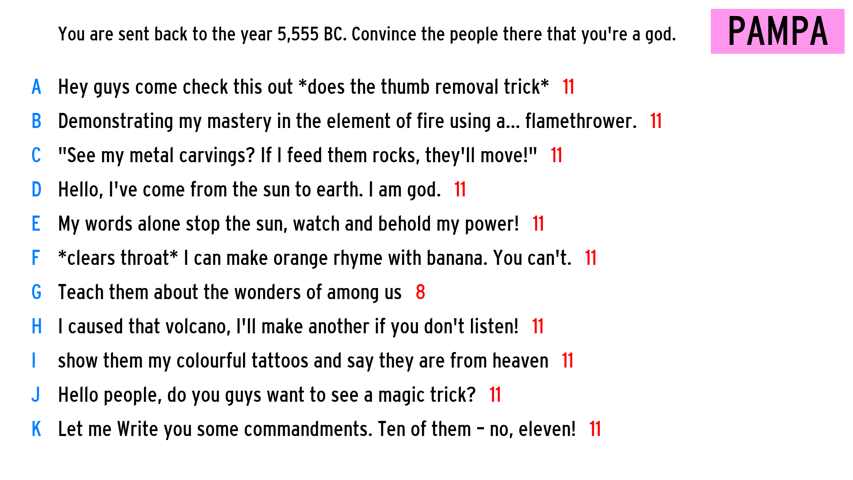 You are sent back to the year 5,555 BC. Convince the people there that you're a god.
PAMPA
A Hey guys come check this out *does the thumb removal trick* 11
B Demonstrating my mastery in the element of fire using a... flamethrower. 11
C "See my metal carvings? If I feed them rocks, they'll move!" 11
D Hello, I've come from the sun to earth. I am god. 11
E My words alone stop the sun, watch and behold my power! 11
F *clears throat* I can make orange rhyme with banana. You can't. 11
G Teach them about the wonders of among us 8
H I caused that volcano, I'll make another if you don't listen! 11
I show them my colourful tattoos and say they are from heaven 11
J Hello people, do you guys want to see a magic trick? 11
K Let me Write you some commandments. Ten of them – no, eleven! 11